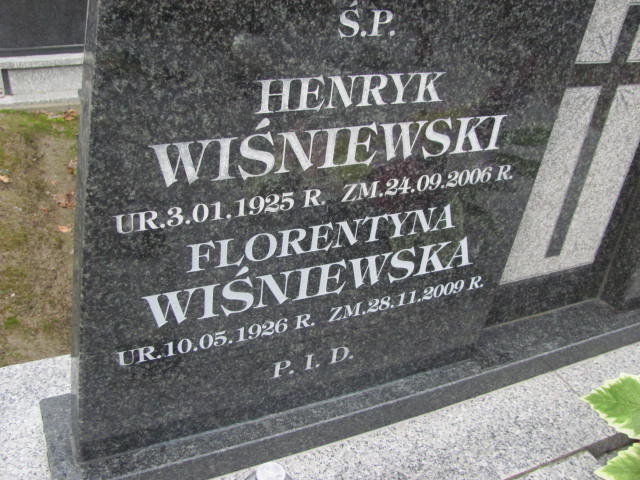 Ś.P.
HENRYK
WIŚNIEWSKI
UR.3.01.1925 R. ZM.24.09.2006 R.
FLORENTYNA
WIŚNIEWSKA
UR.10.05.1926 R. ZM.28.11.2009 R.
P. I. D.